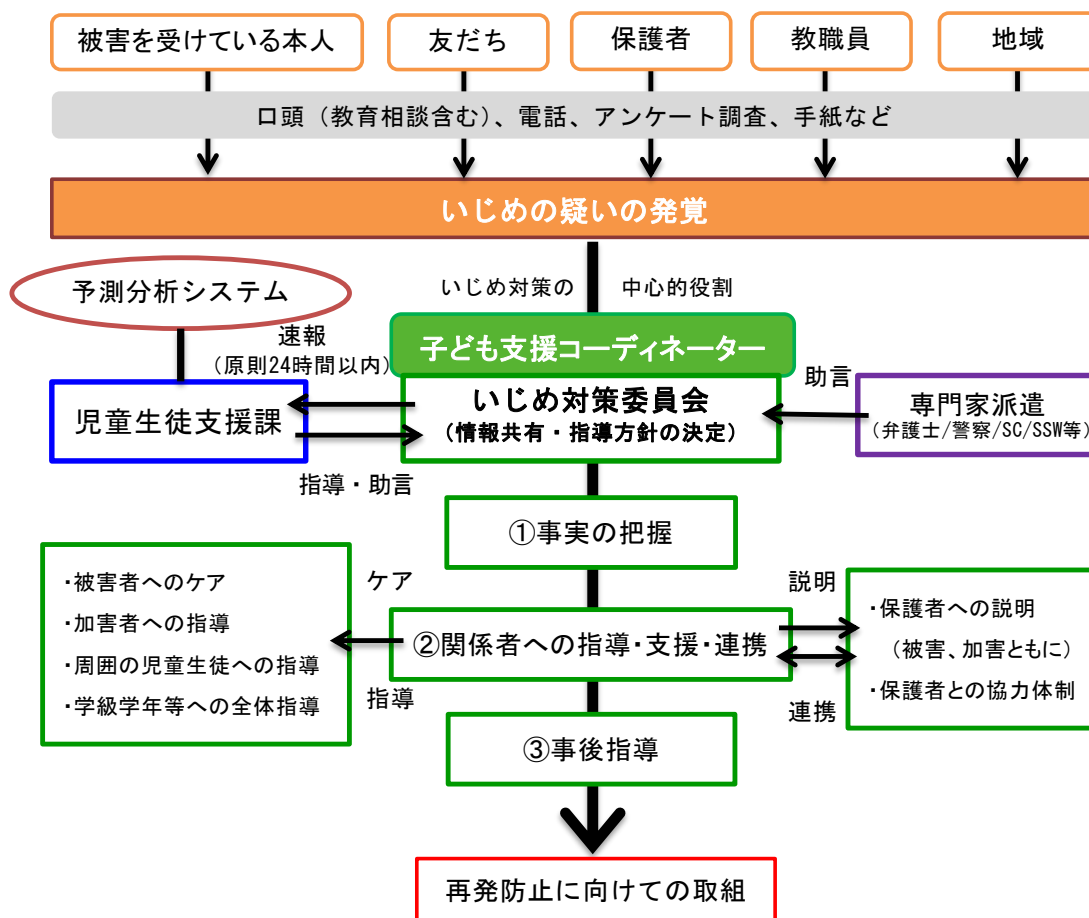 被害を受けている本人
友だち
保護者
教職員
地域
口頭（教育相談含む）、電話、アンケート調査、手紙など
いじめの疑いの発覚
予測分析システム
いじめ対策の
中心的役割
速報
（原則24時間以内）
子ども支援コーディネーター
いじめ対策委員会
（情報共有・指導方針の決定）
児童生徒支援課
助言
専門家派遣
（弁護士/警察/SC/SSW等）
指導・助言
①事実の把握
・被害者へのケア
・加害者への指導
・周囲の児童生徒への指導
・学級学年等への全体指導
ケア
指導
②関係者への指導・支援・連携
説明
連携
・保護者への説明
（被害、加害ともに）
・保護者との協力体制
③事後指導
再発防止に向けての取組